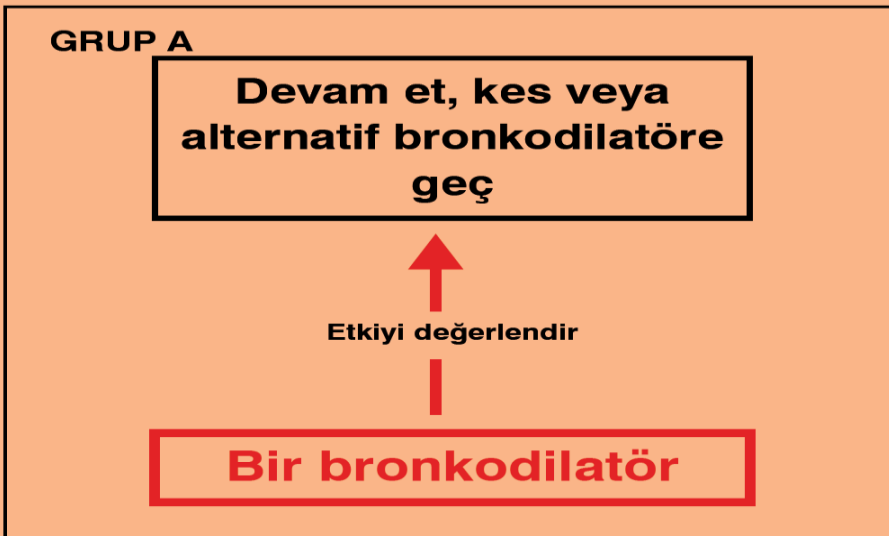 GRUP A
Devam et, kes veya
alternatif bronkodilatöre
geç
Etkiyi değerlendir
Bir bronkodilatör